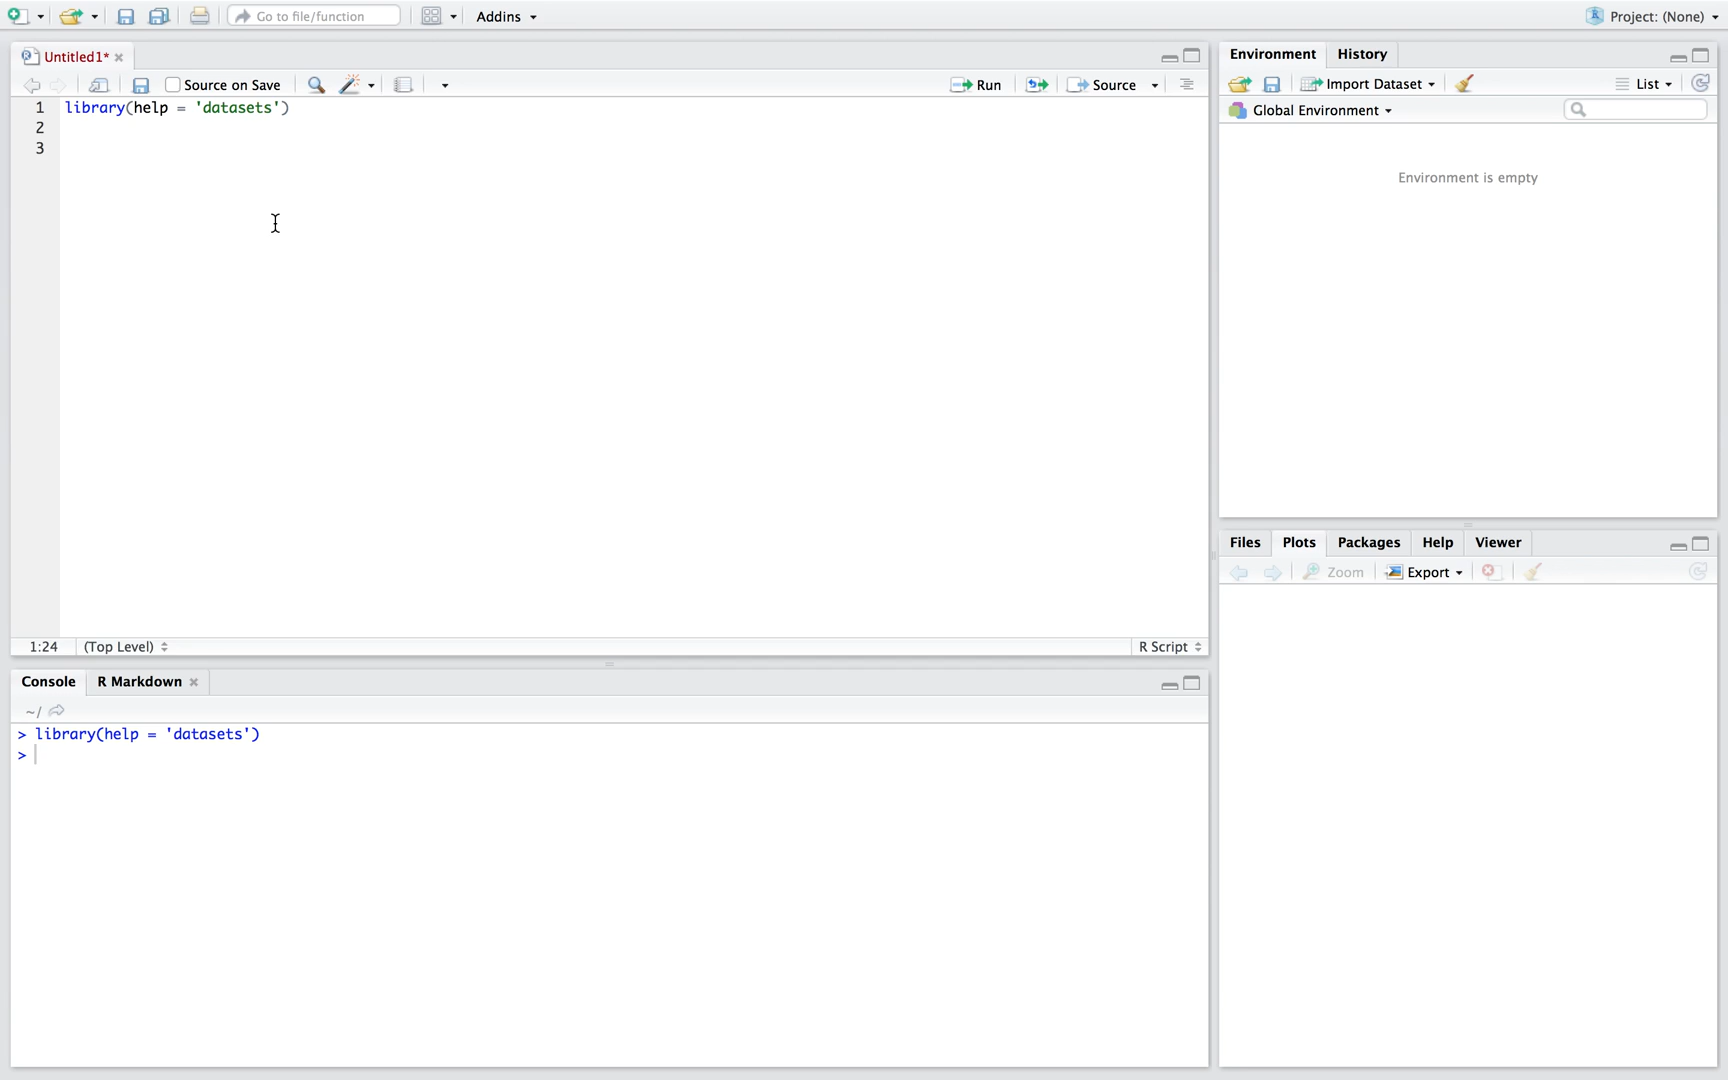 Go to file/function
Addins
Project: (None)
Untitled1*
Source on Save
Run
Source
1 library(help = 'datasets')
2
3
1:24 (Top Level)
R Script
Console R Markdown
~/
> library(help = 'datasets')
>
Environment History
Import Dataset
List
Global Environment
Environment is empty
Files Plots Packages Help Viewer
Zoom Export